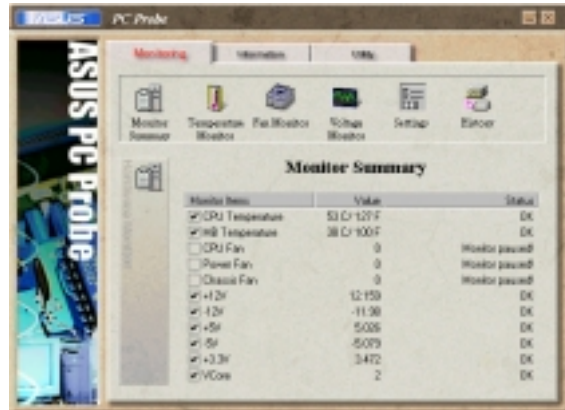 ASUS PC Probe
Monitoring Information Utility
Monitor Summary
Temperature Monitor
Fan Monitor
Voltage Monitor
Settings
History
ASUS PC Probe
Hardware Monitor
Monitor Summary
Monitor Items Value Status
CPU Temperature 53 C/ 127 F OK
MB Temperature 38 C/ 100 F OK
CPU Fan 0 Monitor paused!
Power Fan 0 Monitor paused!
Chassis Fan 0 Monitor paused!
+12V 12.159 OK
-12V -11.98 OK
+5V 5.026 OK
-5V -5.079 OK
+3.3V 3.472 OK
VCore 2 OK